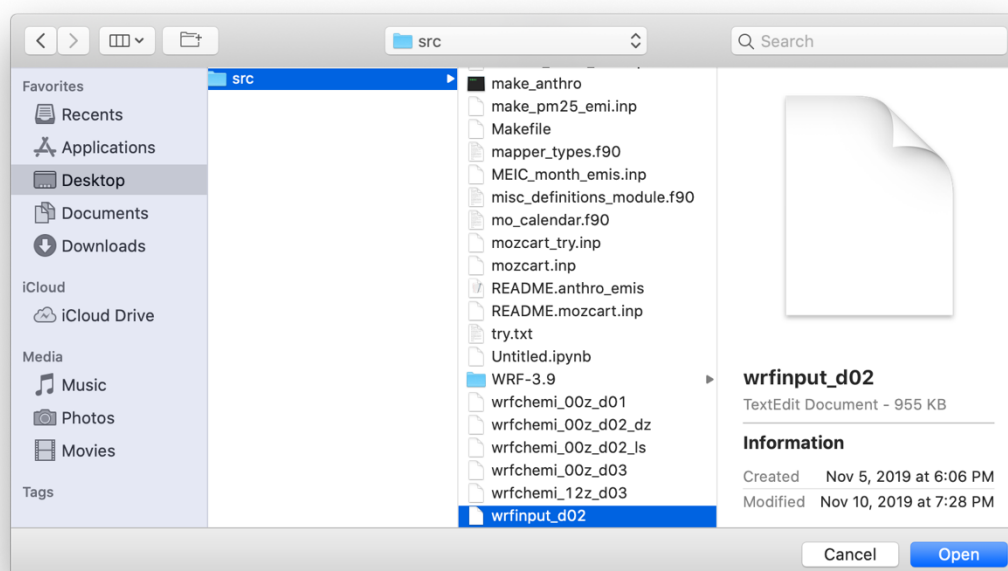 src
Search
Favorites
Recents
Applications
Desktop
Documents
Downloads
iCloud
iCloud Drive
Media
Music
Photos
Movies
Tags
src
make_anthro
make_pm25_emi.inp
Makefile
mapper_types.f90
MEIC_month_emis.inp
misc_definitions_module.f90
mo_calendar.f90
mozcart_try.inp
mozcart.inp
README.anthro_emis
README.mozcart.inp
try.txt
Untitled.ipynb
WRF-3.9
wrfchemi_00z_d01
wrfchemi_00z_d02_dz
wrfchemi_00z_d02_ls
wrfchemi_00z_d03
wrfchemi_12z_d03
wrfinput_d02
wrfinput_d02
TextEdit Document - 955 KB
Information
Created Nov 5, 2019 at 6:06 PM
Modified Nov 10, 2019 at 7:28 PM
Cancel
Open